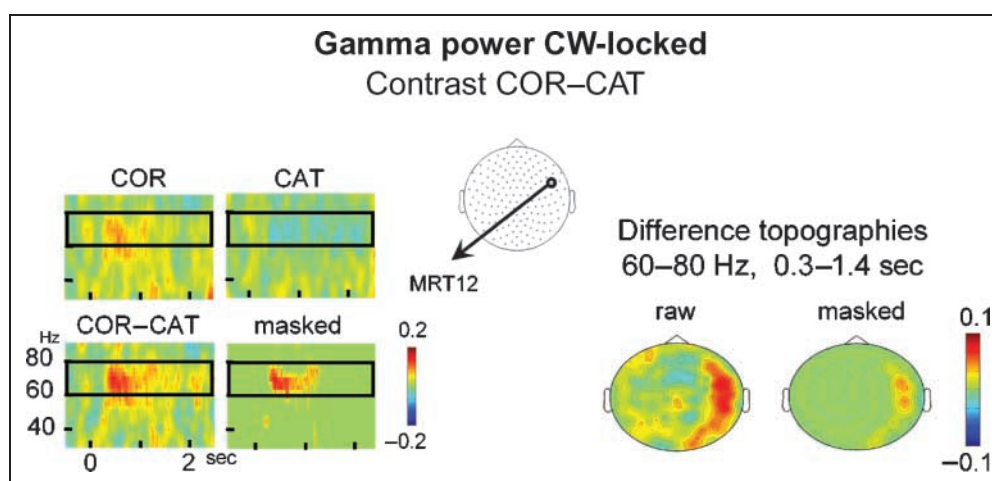 Gamma power CW-locked
Contrast COR–CAT
COR
CAT
MRT12
COR–CAT
masked
Hz
80
60
40
0
2
sec
0.2
−0.2
Difference topographies
60–80 Hz, 0.3–1.4 sec
raw
masked
0.1
−0.1